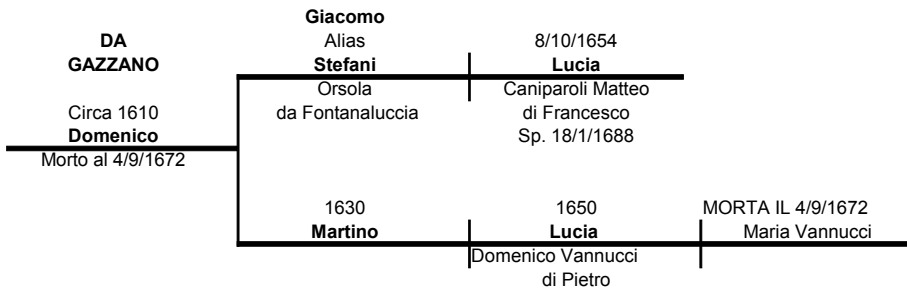 DA
GAZZANO
Circa 1610
Domenico
Morto al 4/9/1672
Giacomo
Alias
Stefani
Orsola
da Fontanaluccia
8/10/1654
Lucia
Caniparoli Matteo
di Francesco
Sp. 18/1/1688
1630
Martino
1650
Lucia
Domenico Vannucci
di Pietro
MORTA IL 4/9/1672
Maria Vannucci